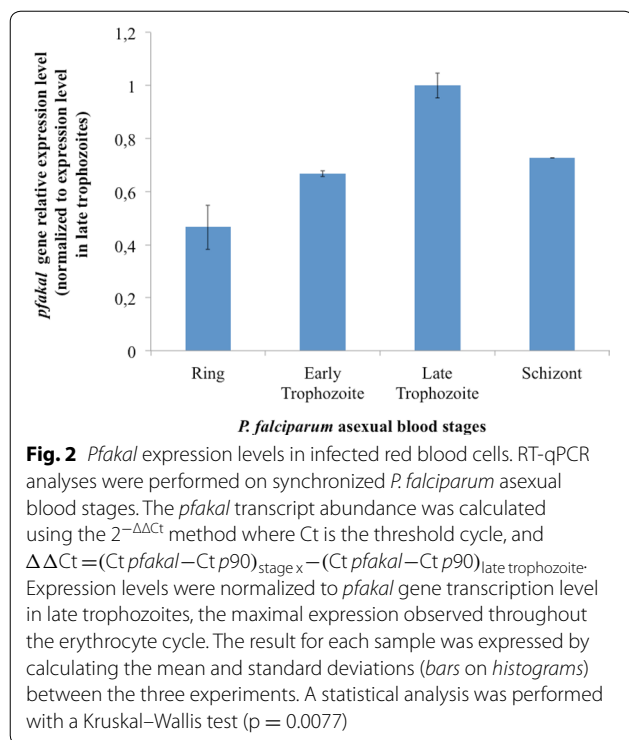 1,2
1
0,8
0,6
0,4
0,2
0
pfakal gene relative expression level
(normalized to expression level
in late trophozoites)
Ring
Early
Trophozoite
Late
Trophozoite
Schizont
P. falciparum asexual blood stages
Fig. 2 Pfakal expression levels in infected red blood cells. RT-qPCR
analyses were performed on synchronized P. falciparum asexual
blood stages. The pfakal transcript abundance was calculated
using the 2−ΔΔCt method where Ct is the threshold cycle, and
ΔΔCt=(Ct pfakal−Ct p90)stage x−(Ct pfakal−Ct p90)late trophozoite.
Expression levels were normalized to pfakal gene transcription level
in late trophozoites, the maximal expression observed throughout
the erythrocyte cycle. The result for each sample was expressed by
calculating the mean and standard deviations (bars on histograms)
between the three experiments. A statistical analysis was performed
with a Kruskal–Wallis test (p = 0.0077)